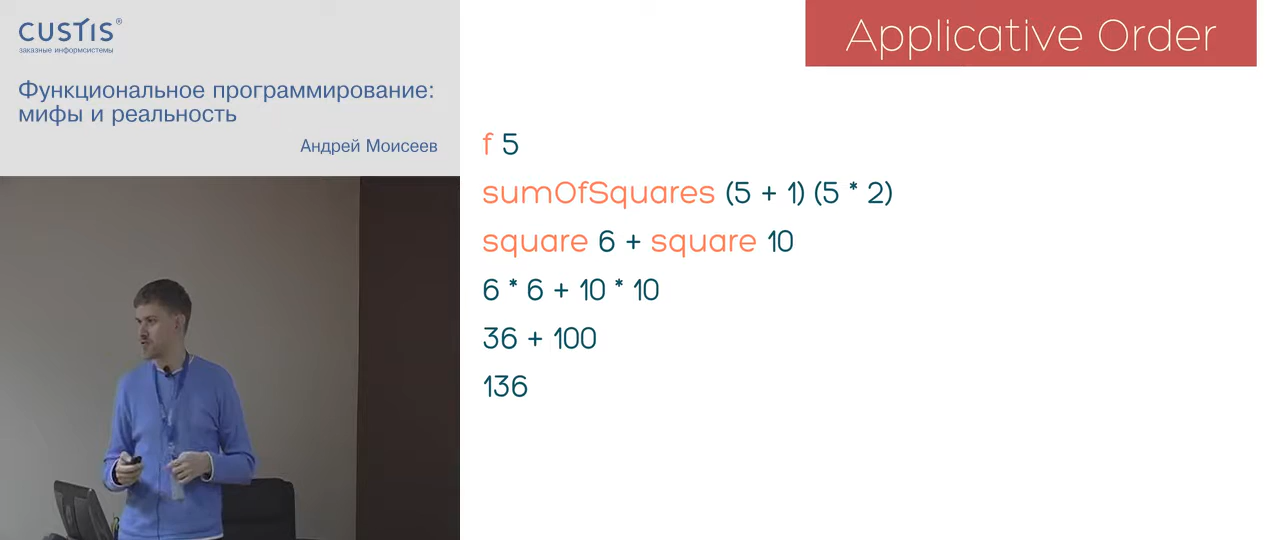 CUSTIS®
заказные информсистемы
Функциональное программирование:
мифы и реальность
Андрей Моисеев
Applicative Order
f 5
sumOfSquares (5 + 1) (5 * 2)
square 6 + square 10
6 * 6 + 10 * 10
36 + 100
136